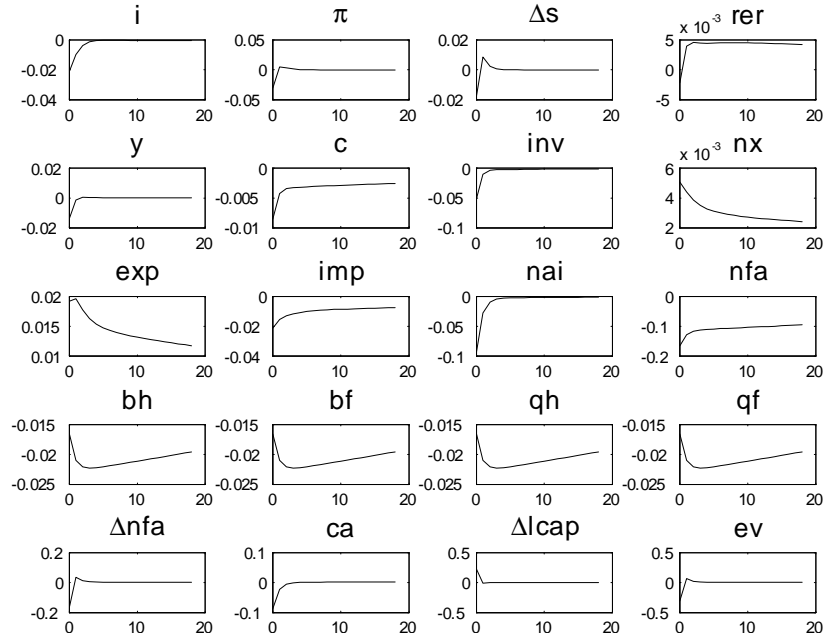 i π Δs rer
0 0.05 0.02 5 x 10 -3
-0.02 0 0 0
-0.04 -0.05 -0.02 -5
0 10 20 0 10 20 0 10 20 0 10 20
y c inv nx
0.02 0 0 6 x 10 -3
0 -0.005 -0.05 4
-0.02 -0.01 -0.1 2
0 10 20 0 10 20 0 10 20 0 10 20
exp imp nai nfa
0.02 0 0 0
0.015 -0.02 -0.05 -0.1
0.01 -0.04 -0.1 -0.2
0 10 20 0 10 20 0 10 20 0 10 20
bh bf qh qf
-0.015 -0.015 -0.015 -0.015
-0.02 -0.02 -0.02 -0.02
-0.025 -0.025 -0.025 -0.025
0 10 20 0 10 20 0 10 20 0 10 20
Δnfa ca Δlcap ev
0.2 0.1 0.5 0.5
0 0 0 0
-0.2 -0.1 -0.5 -0.5
0 10 20 0 10 20 0 10 20 0 10 20